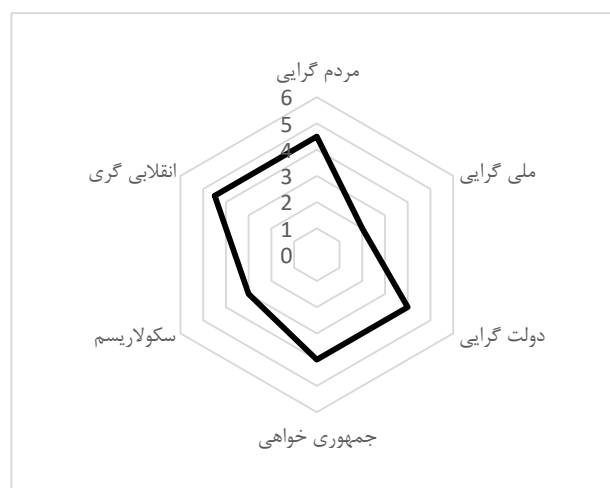 مردم گرایی
6
5
4
3
2
1
0
ملی گرایی
انقلابی گری
دولت گرایی
سکولاریسم
جمهوری خواهی